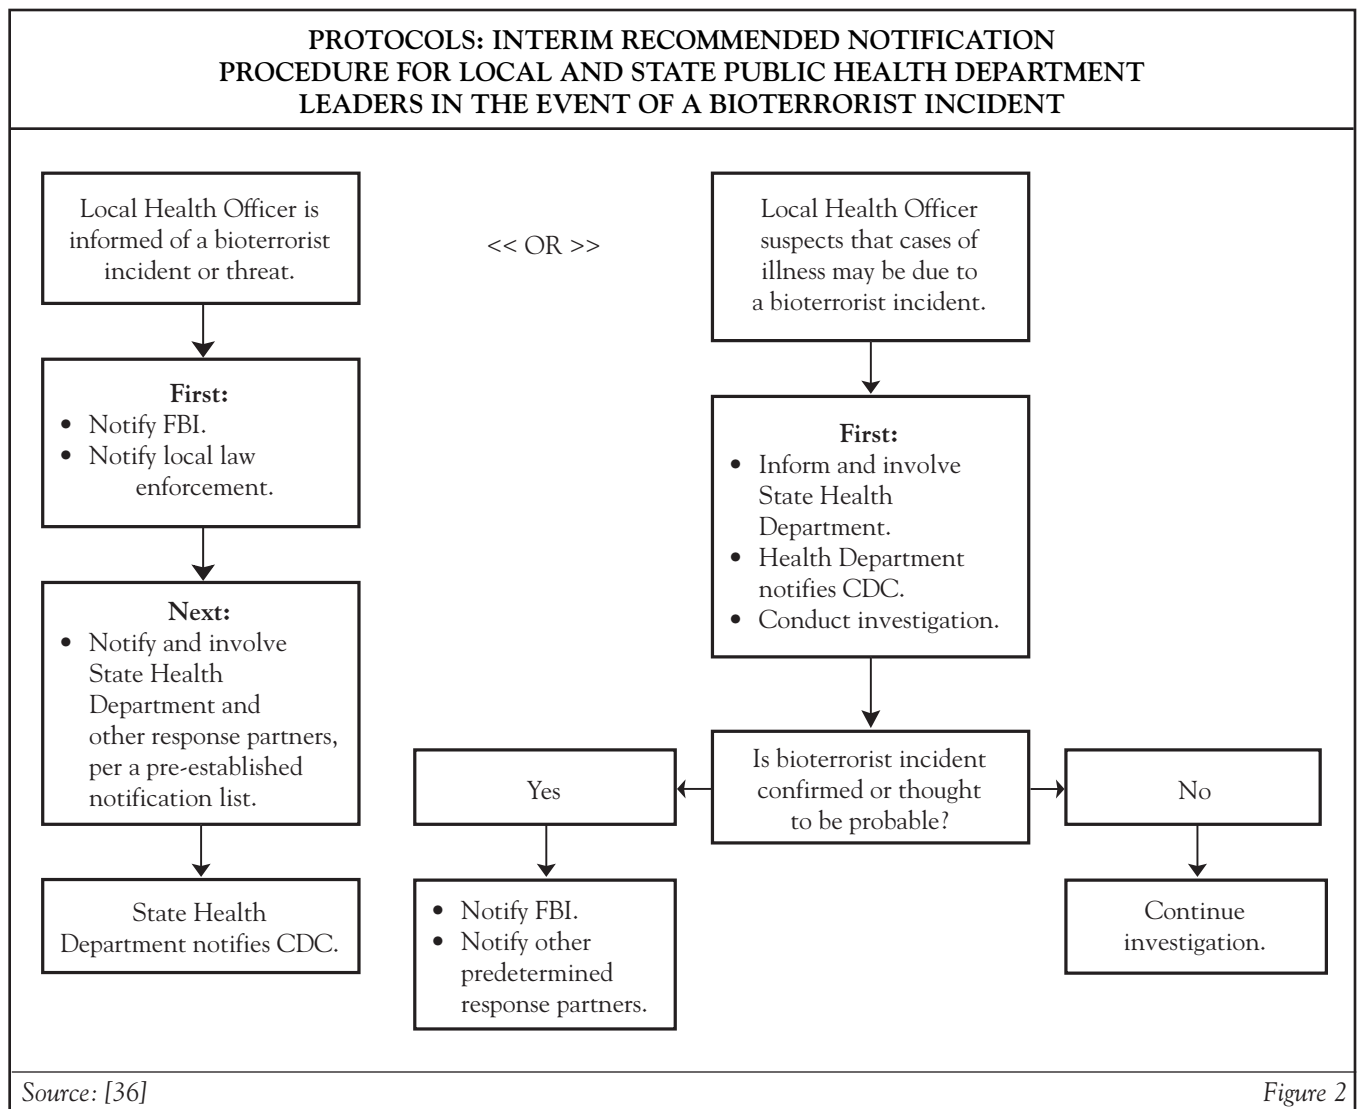 PROTOCOLS: INTERIM RECOMMENDED NOTIFICATION
PROCEDURE FOR LOCAL AND STATE PUBLIC HEALTH DEPARTMENT
LEADERS IN THE EVENT OF A BIOTERRORIST INCIDENT
Local Health Officer is
informed of a bioterrorist
incident or threat.
<< OR >>
Local Health Officer
suspects that cases of
illness may be due to
a bioterrorist incident.
First:
• Notify FBI.
• Notify local law
enforcement.
Next:
• Notify and involve
State Health
Department and
other response partners,
per a pre-established
notification list.
State Health
Department notifies CDC.
First:
• Inform and involve
State Health
Department.
• Health Department
notifies CDC.
• Conduct investigation.
Is bioterrorist incident
confirmed or thought
to be probable?
Yes
• Notify FBI.
• Notify other
predetermined
response partners.
No
Continue
investigation.
Source: [36]
Figure 2